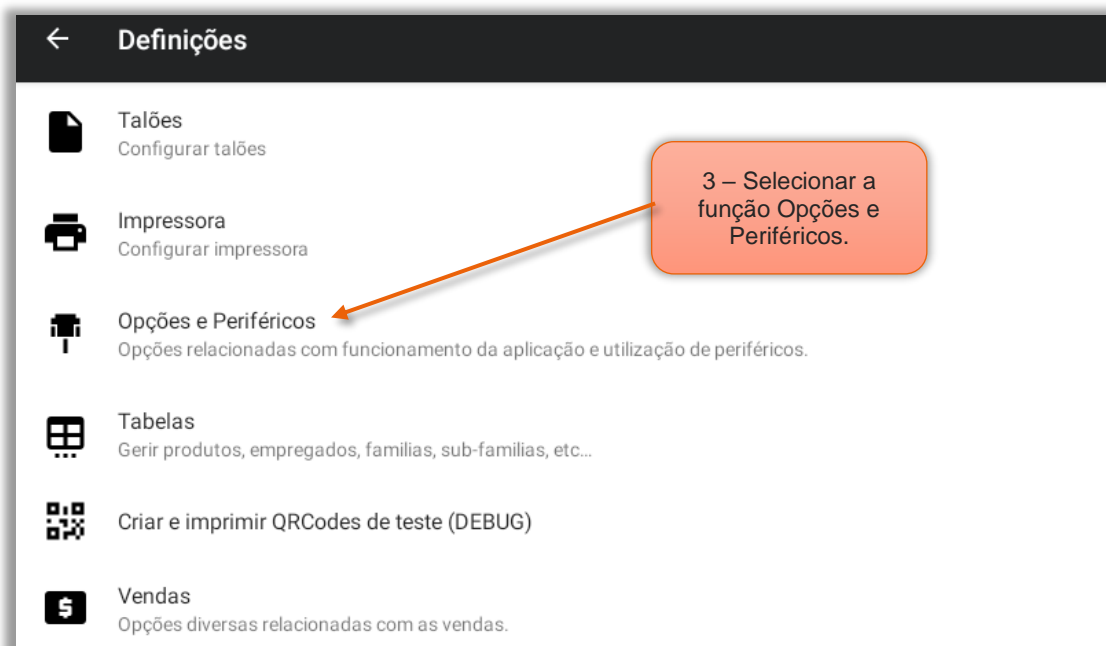 Definições
Talões
Configurar talões
3 – Selecionar a
função Opções e
Periféricos.
Impressora
Configurar impressora
Opções e Periféricos
Opções relacionadas com funcionamento da aplicação e utilização de periféricos.
Tabelas
Gerir produtos, empregados, familias, sub-familias, etc...
Criar e imprimir QRCodes de teste (DEBUG)
Vendas
Opções diversas relacionadas com as vendas.